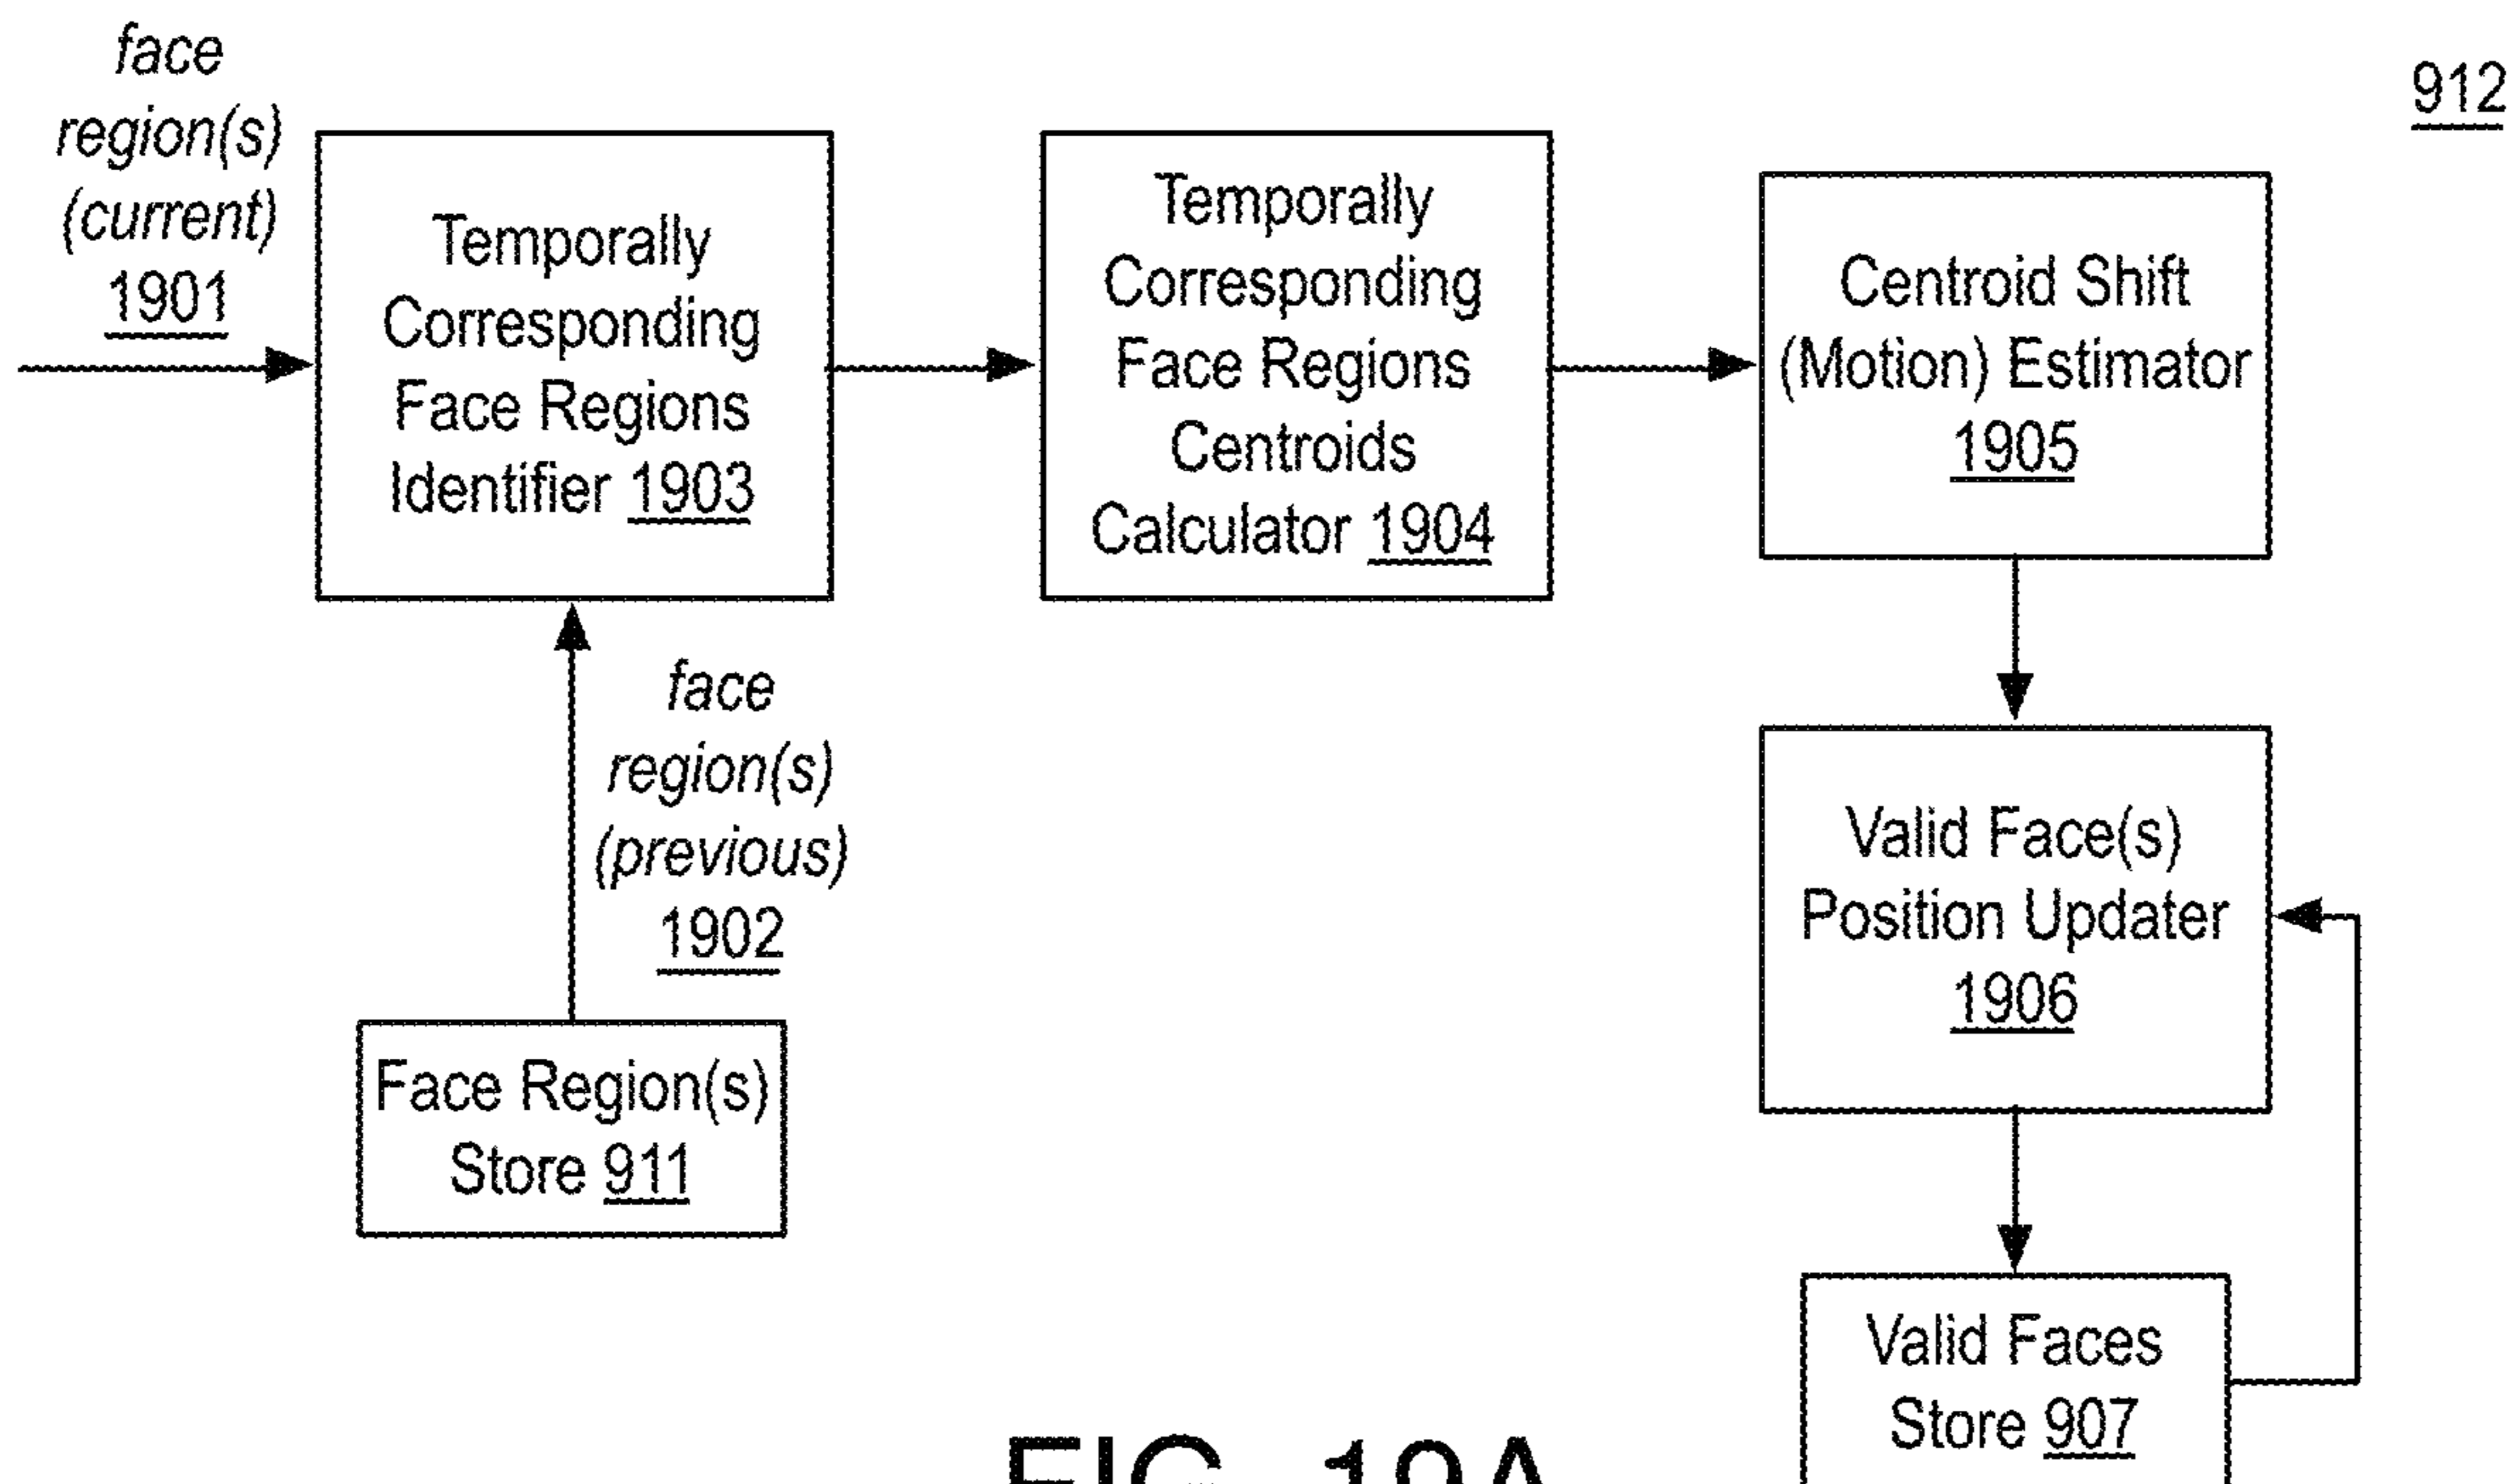 face
region(s)
(current)
1901
912
Temporally
Corresponding
Face Regions
Identifier 1903
Temporally
Corresponding
Face Regions
Centroids
Calculator 1904
Centroid Shift
(Motion) Estimator
1905
face
region(s)
(previous)
1902
Valid Face(s)
Position Updater
1906
Face Region(s)
Store 911
Valid Faces
Store 907
FIG. 19A